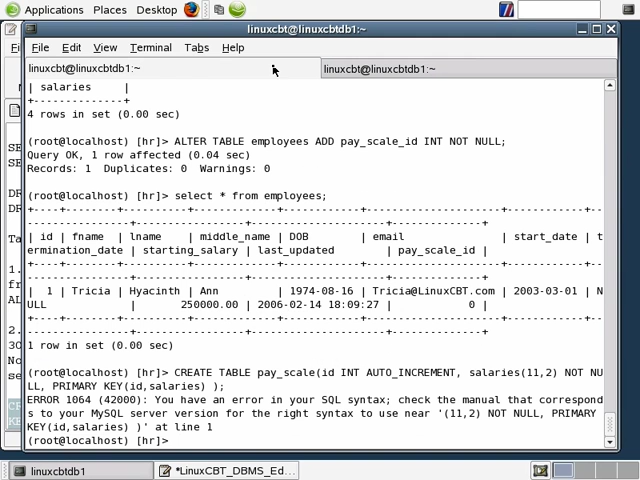 Applications Places Desktop
linuxcbt@linuxcbtdb1:~
File Edit View Terminal Tabs Help
linuxcbt@linuxcbtdb1:~ linuxcbt@linuxcbtdb1:~
| salaries |
+--------------+
4 rows in set (0.00 sec)
(root@localhost) [hr]> ALTER TABLE employees ADD pay_scale_id INT NOT NULL;
Query OK, 1 row affected (0.04 sec)
Records: 1 Duplicates: 0 Warnings: 0
(root@localhost) [hr]> select * from employees;
| id | fname | lname | middle_name | DOB | email | start_date | t
ermination_date | starting_salary | last_updated | pay_scale_id |
| 1 | Tricia | Hyacinth | Ann | 1974-08-16 | Tricia@LinuxCBT.com | 2003-03-01 | N
ULL | 250000.00 | 2006-02-14 18:09:27 | 0 |
1 row in set (0.00 sec)
(root@localhost) [hr]> CREATE TABLE pay_scale(id INT AUTO_INCREMENT, salaries(11,2) NOT NU
LL, PRIMARY KEY(id,salaries) );
ERROR 1064 (42000): You have an error in your SQL syntax; check the manual that correspond
s to your MySQL server version for the right syntax to use near '(11,2) NOT NULL, PRIMARY
KEY(id,salaries) )' at line 1
(root@localhost) [hr]>
linuxcbtdb1 *LinuxCBT_DBMS_Ed...